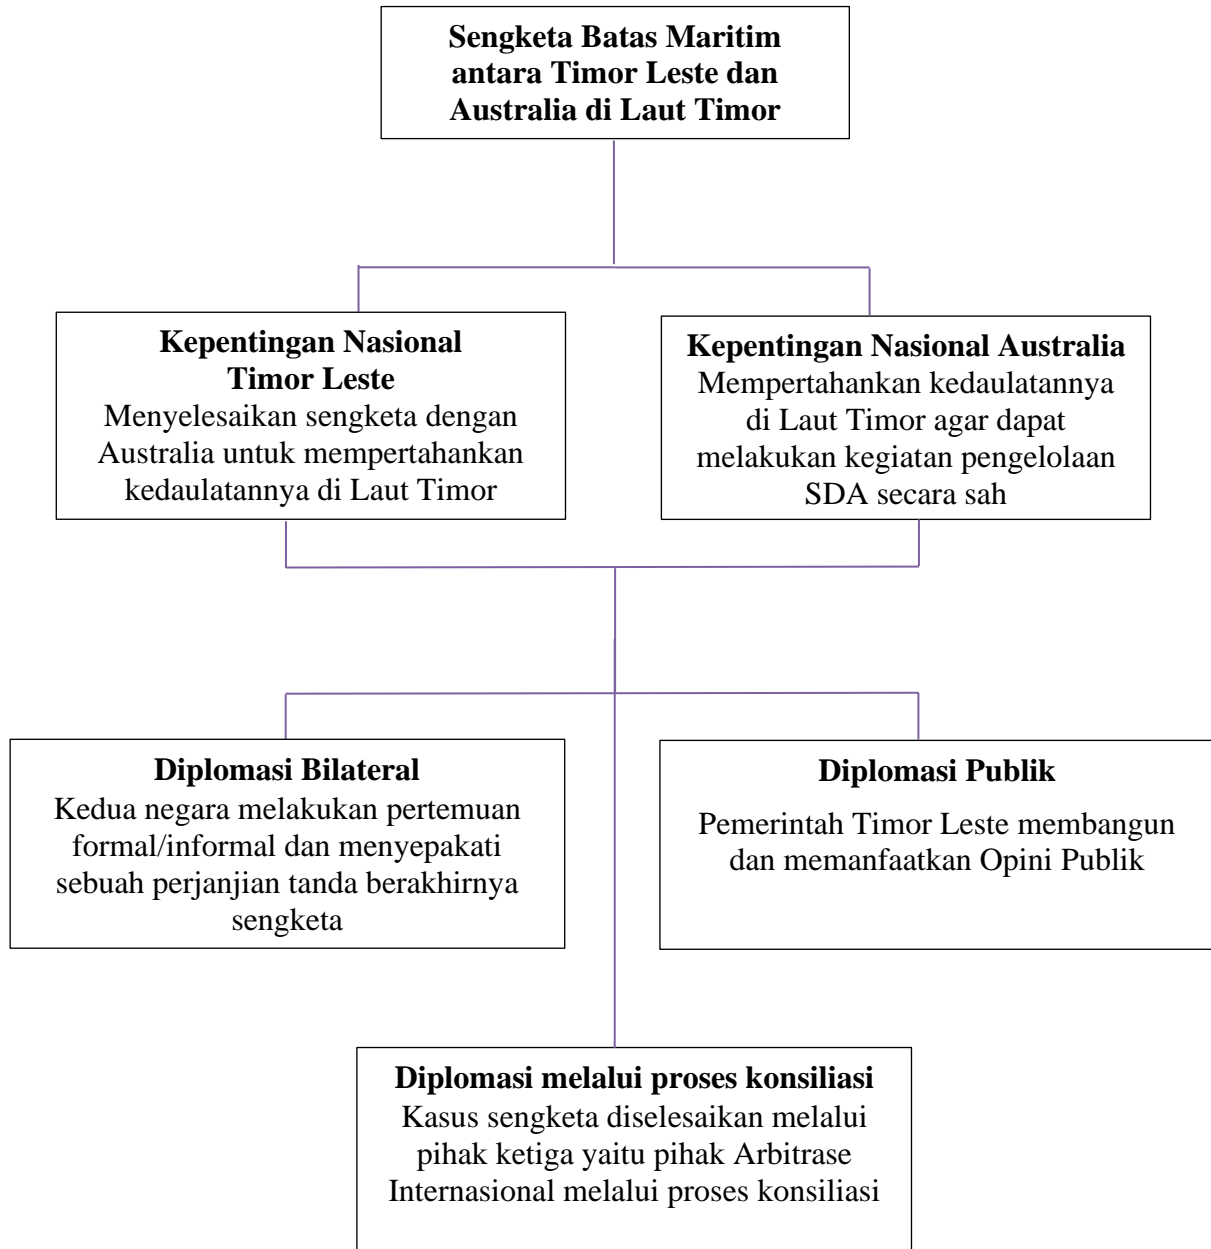 Sengketa Batas Maritim
antara Timor Leste dan
Australia di Laut Timor
Kepentingan Nasional
Timor Leste
Menyelesaikan sengketa dengan
Australia untuk mempertahankan
kedaulatannya di Laut Timor
Kepentingan Nasional Australia
Mempertahankan kedaulatannya
di Laut Timor agar dapat
melakukan kegiatan pengelolaan
SDA secara sah
Diplomasi Bilateral
Kedua negara melakukan pertemuan
formal/informal dan menyepakati
sebuah perjanjian tanda berakhirnya
sengketa
Diplomasi Publik
Pemerintah Timor Leste membangun
dan memanfaatkan Opini Publik
Diplomasi melalui proses konsiliasi
Kasus sengketa diselesaikan melalui
pihak ketiga yaitu pihak Arbitrase
Internasional melalui proses konsiliasi